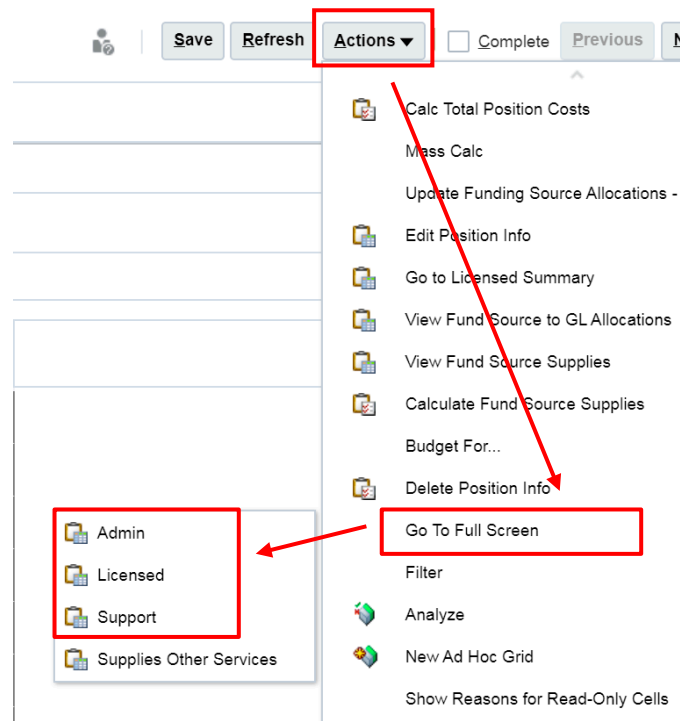 Save Refresh Actions Complete Previous N
Calc Total Position Costs
Mass Calc
Update Funding Source Allocations -
Edit Position Info
Go to Licensed Summary
View Fund Source to GL Allocations
View Fund Source Supplies
Calculate Fund Source Supplies
Budget For...
Delete Position Info
Go To Full Screen
Filter
Analyze
New Ad Hoc Grid
Show Reasons for Read-Only Cells
Admin
Licensed
Support
Supplies Other Services